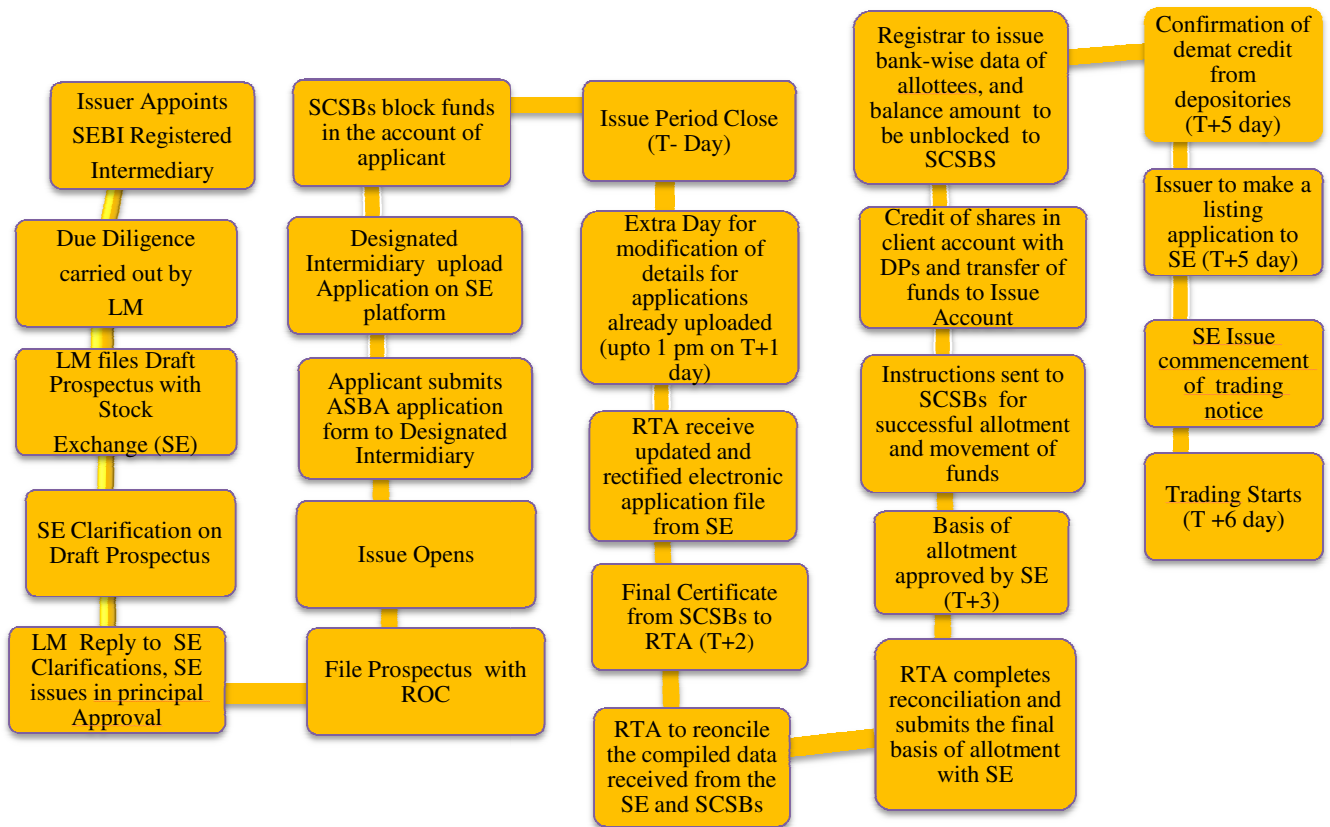 Issuer Appoints
SEBI Registered
Intermediary
Due Diligence
carried out by
LM
LM files Draft
Prospectus with
Stock
Exchange (SE)
SE Clarification on
Draft Prospectus
LM Reply to SE
Clarifications, SE
issues in principal
Approval
File Prospectus with
ROC
Issue Opens
Applicant submits
ASBA application
form to Designated
Intermidiary
Designated
Intermidiary upload
Application on SE
platform
SCSBs block funds
in the account of
applicant
Issue Period Close
(T- Day)
Extra Day for
modification of
details for
applications
already uploaded
(upto 1 pm on T+1
day)
RTA receive
updated and
rectified electronic
application file
from SE
Final Certificate
from SCSBs to
RTA (T+2)
RTA to reconcile
the compiled data
received from the
SE and SCSBs
RTA completes
reconciliation and
submits the final
basis of allotment
with SE
Basis of
allotment
approved by SE
(T+3)
Instructions sent to
SCSBs for
successful allotment
and movement of
funds
Credit of shares in
client account with
DPs and transfer of
funds to Issue
Account
Registrar to issue
bank-wise data of
allottees, and
balance amount to
be unblocked to
SCSBS
Confirmation of
demat credit
from
depositories
(T+5 day)
Issuer to make a
listing
application to
SE (T+5 day)
SE Issue
commencement
of trading
notice
Trading Starts
(T +6 day)